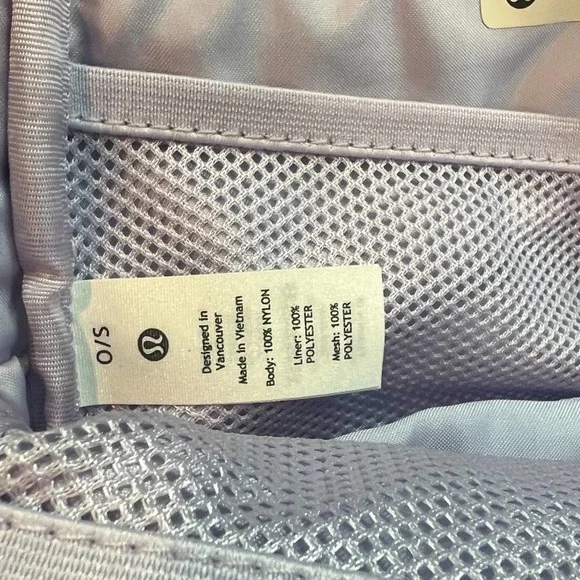 O/S
Designed in
Vancouver
Made in Vietnam
Body: 100% NYLON
Liner: 100%
POLYESTER
Mesh: 100%
POLYESTER